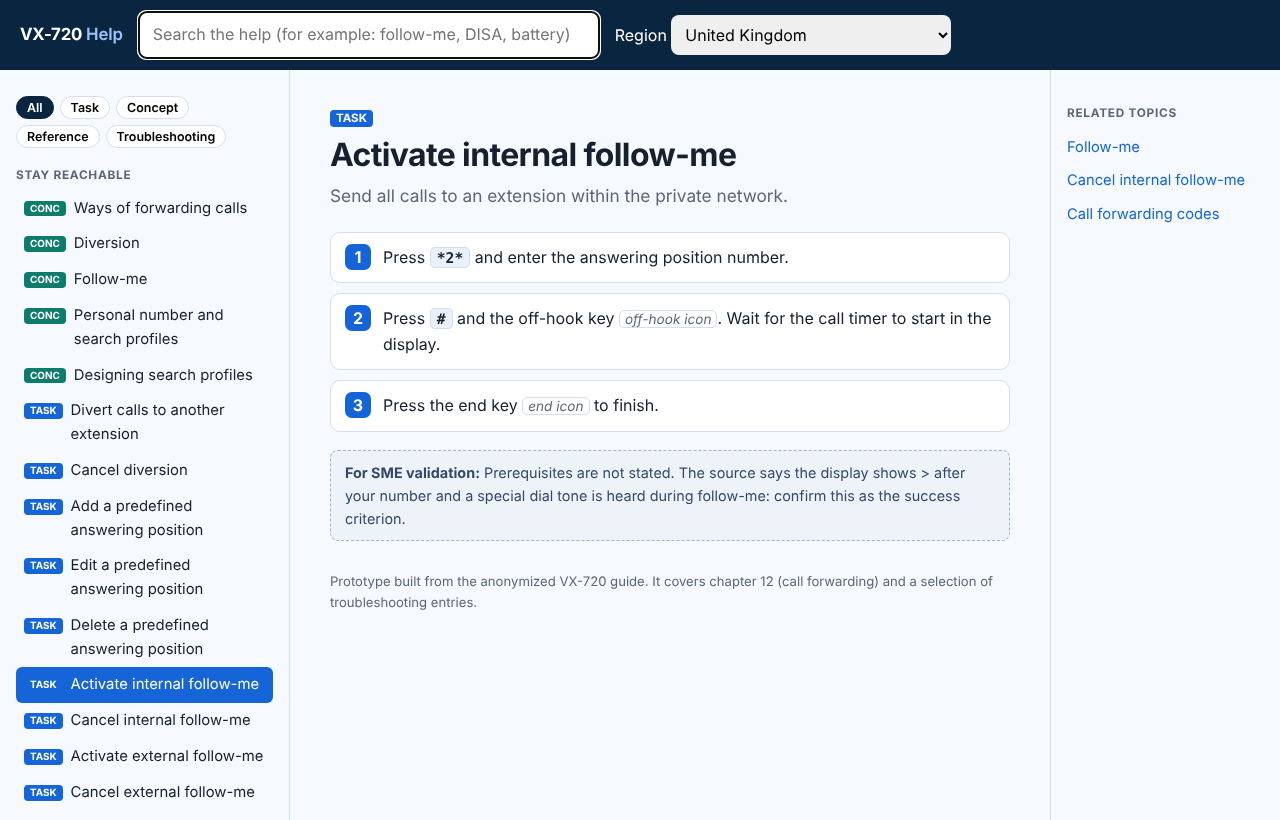 VX-720 Help
Search the help (for example: follow-me, DISA, battery)
Region
United Kingdom
All
Task
Concept
Reference
Troubleshooting
STAY REACHABLE
CONC Ways of forwarding calls
CONC Diversion
CONC Follow-me
CONC Personal number and
search profiles
CONC Designing search profiles
TASK Divert calls to another
extension
TASK Cancel diversion
TASK Add a predefined
answering position
TASK Edit a predefined
answering position
TASK Delete a predefined
answering position
TASK Activate internal follow-me
TASK Cancel internal follow-me
TASK Activate external follow-me
TASK Cancel external follow-me
TASK
Activate internal follow-me
Send all calls to an extension within the private network.
1 Press *2* and enter the answering position number.
2 Press # and the off-hook key off-hook icon. Wait for the call timer to start in the
display.
3 Press the end key end icon to finish.
For SME validation: Prerequisites are not stated. The source says the display shows > after
your number and a special dial tone is heard during follow-me: confirm this as the success
criterion.
Prototype built from the anonymized VX-720 guide. It covers chapter 12 (call forwarding) and a selection of
troubleshooting entries.
RELATED TOPICS
Follow-me
Cancel internal follow-me
Call forwarding codes